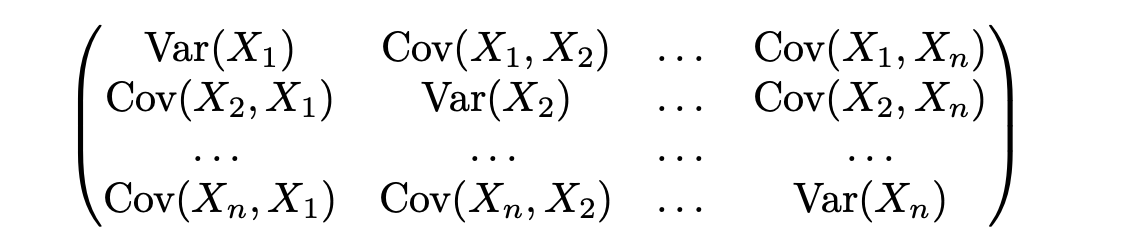 Var(X₁) Cov(X₁, X₂) … Cov(X₁, Xₙ)
Cov(X₂, X₁) Var(X₂) … Cov(X₂, Xₙ)
… … … …
Cov(Xₙ, X₁) Cov(Xₙ, X₂) … Var(Xₙ)